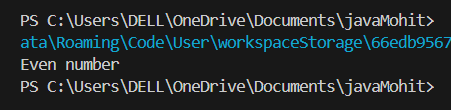 PS C:\Users\DELL\OneDrive\Documents\javaMohit>
ata\Roaming\Code\User\workspaceStorage\66edb9567
Even number
PS C:\Users\DELL\OneDrive\Documents\javaMohit>